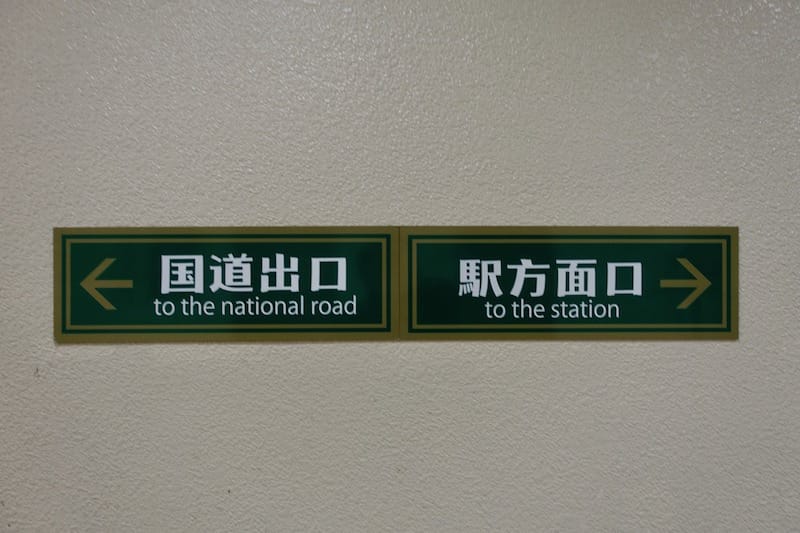 国道出口
to the national road
駅方面口
to the station